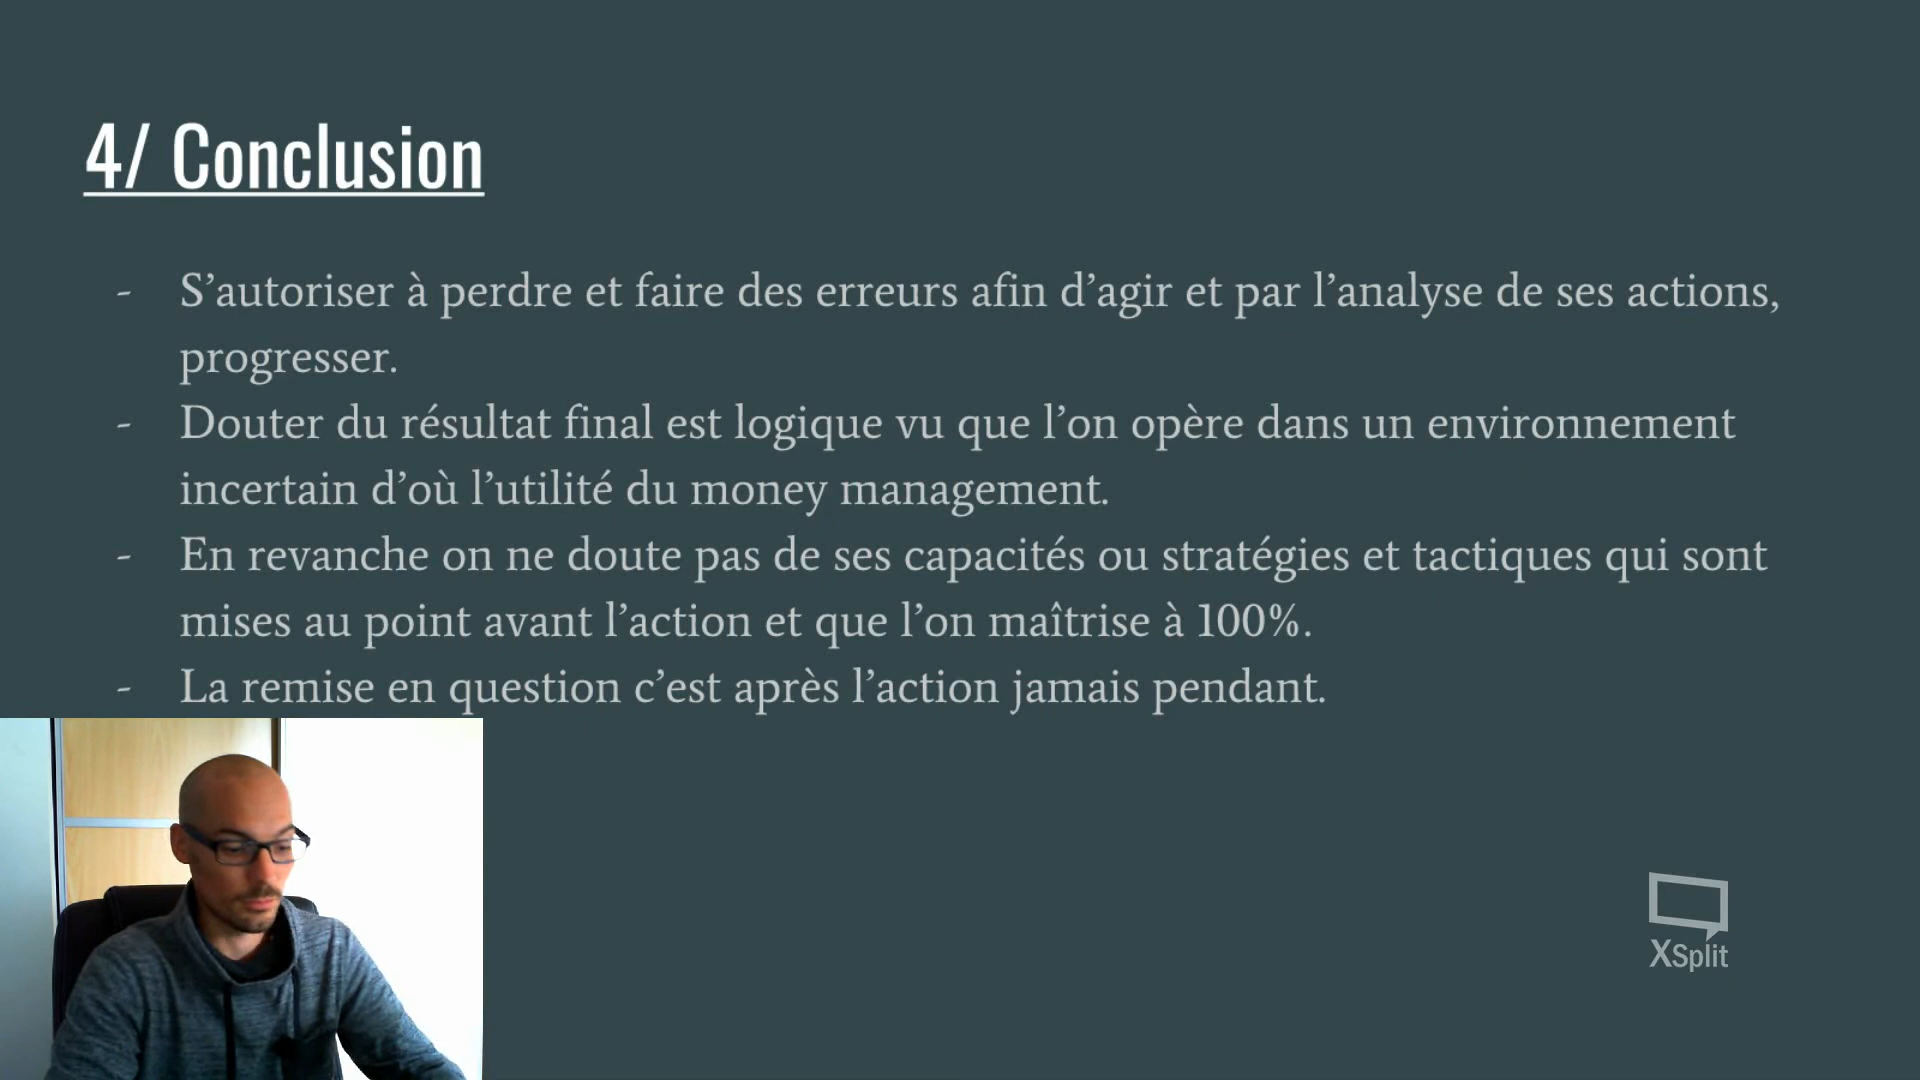 4/ Conclusion
- S’autoriser à perdre et faire des erreurs afin d’agir et par l’analyse de ses actions,
progresser.
- Douter du résultat final est logique vu que l’on opère dans un environnement
incertain d’où l’utilité du money management.
- En revanche on ne doute pas de ses capacités ou stratégies et tactiques qui sont
mises au point avant l’action et que l’on maîtrise à 100%.
- La remise en question c’est après l’action jamais pendant.
XSplit